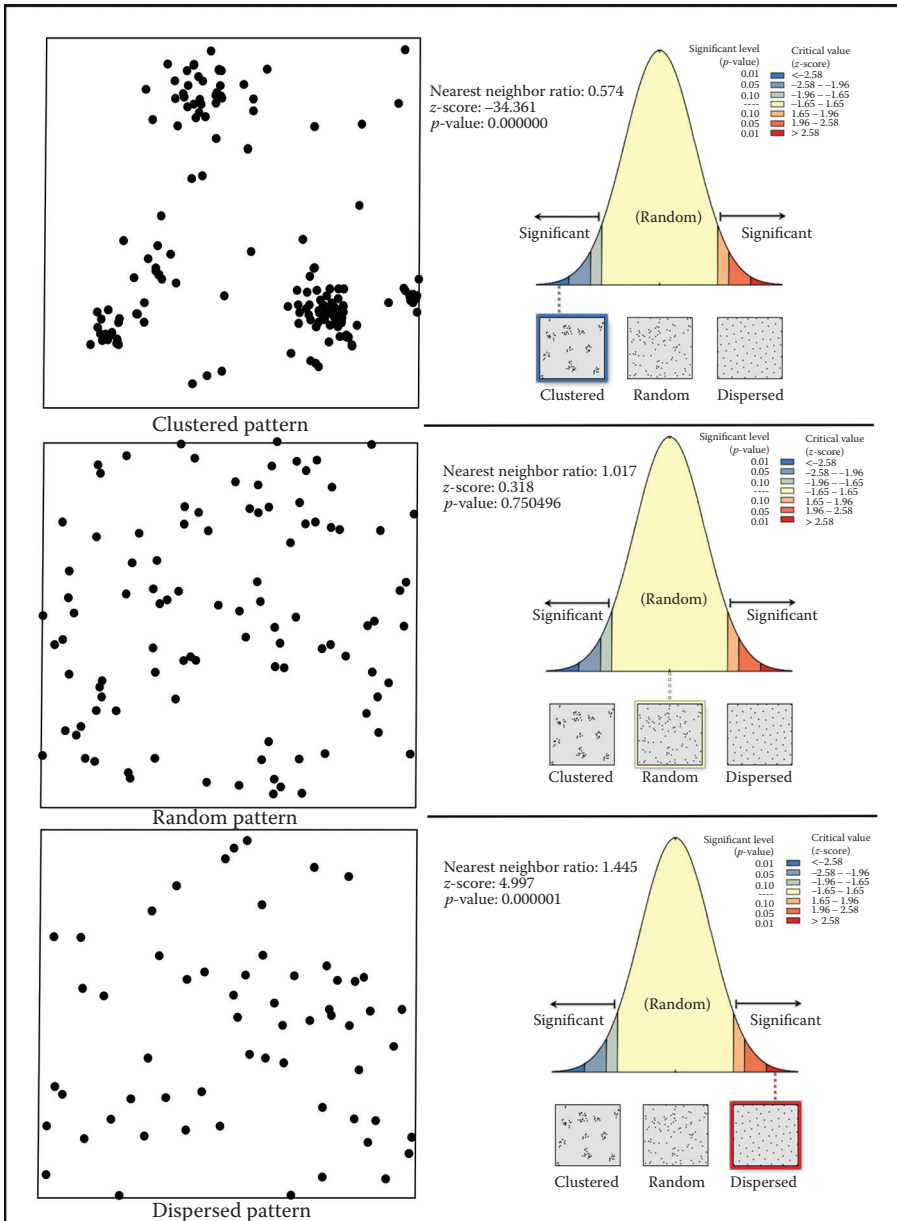 Nearest neighbor ratio: 0.574
z-score: –34.361
p-value: 0.000000
Significant level
(p-value)
Critical value
(z-score)
0.01 <–2.58
0.05 –2.58 – –1.96
0.10 –1.96 – –1.65
---- –1.65 – 1.65
0.10 1.65 – 1.96
0.05 1.96 – 2.58
0.01 > 2.58
(Random)
Significant Significant
Clustered Random Dispersed
Clustered pattern
Nearest neighbor ratio: 1.017
z-score: 0.318
p-value: 0.750496
Significant level
(p-value)
Critical value
(z-score)
0.01 <–2.58
0.05 –2.58 – –1.96
0.10 –1.96 – –1.65
---- –1.65 – 1.65
0.10 1.65 – 1.96
0.05 1.96 – 2.58
0.01 > 2.58
(Random)
Significant Significant
Clustered Random Dispersed
Random pattern
Nearest neighbor ratio: 1.445
z-score: 4.997
p-value: 0.000001
Significant level
(p-value)
Critical value
(z-score)
0.01 <–2.58
0.05 –2.58 – –1.96
0.10 –1.96 – –1.65
---- –1.65 – 1.65
0.10 1.65 – 1.96
0.05 1.96 – 2.58
0.01 > 2.58
(Random)
Significant Significant
Clustered Random Dispersed
Dispersed pattern